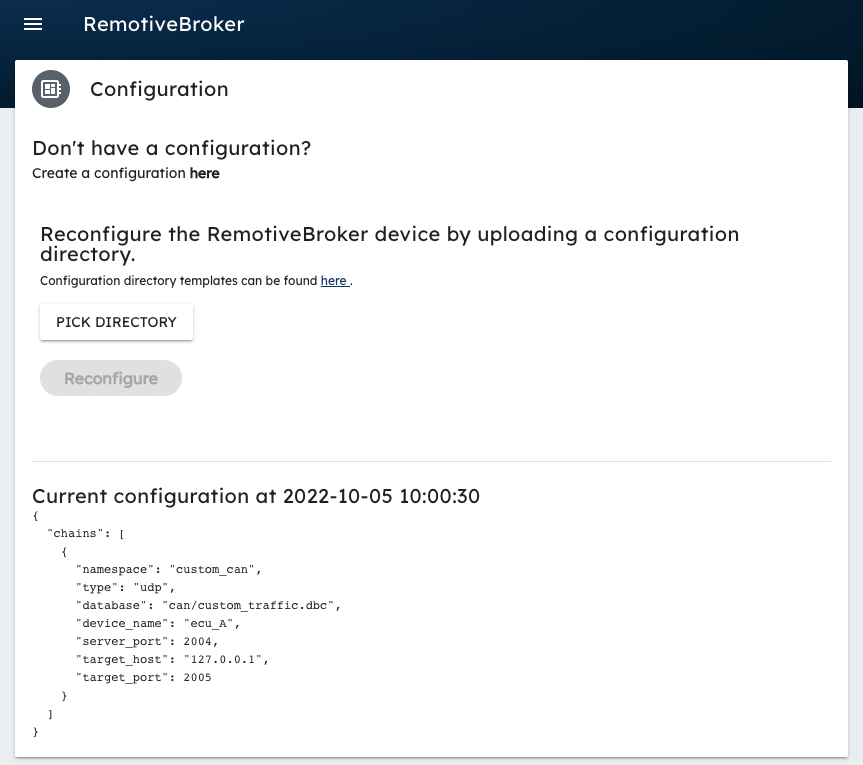 RemotiveBroker
Configuration
Don't have a configuration?
Create a configuration here
Reconfigure the RemotiveBroker device by uploading a configuration
directory.
Configuration directory templates can be found here .
PICK DIRECTORY
Reconfigure
Current configuration at 2022-10-05 10:00:30
{
  "chains": [
    {
      "namespace": "custom_can",
      "type": "udp",
      "database": "can/custom_traffic.dbc",
      "device_name": "ecu_A",
      "server_port": 2004,
      "target_host": "127.0.0.1",
      "target_port": 2005
    }
  ]
}